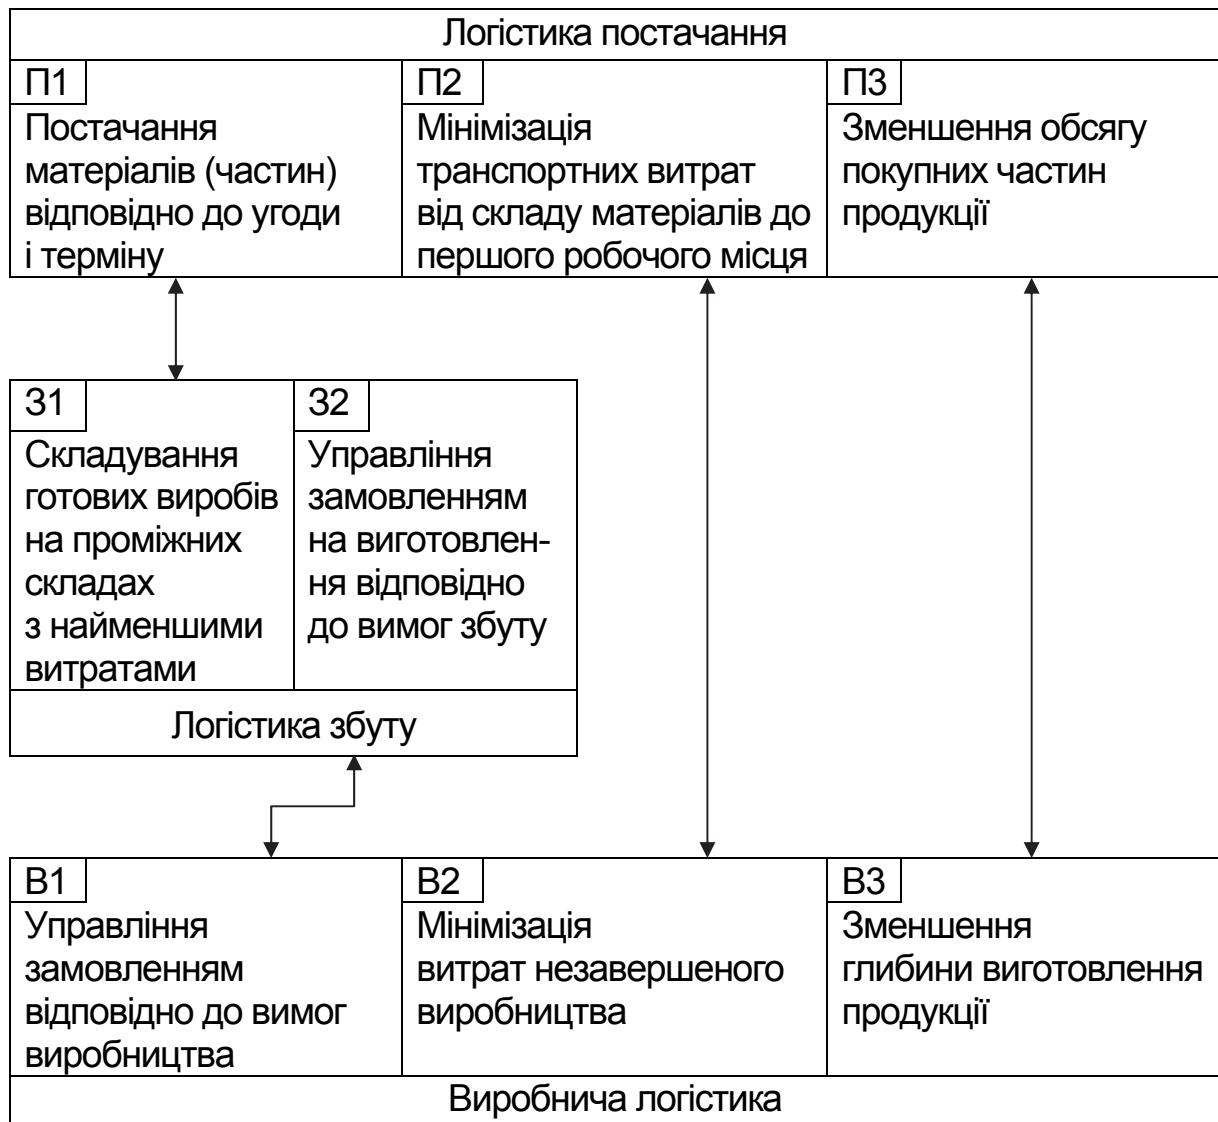 Логістика постачання
П1
Постачання
матеріалів (частин)
відповідно до угоди
і терміну
П2
Мінімізація
транспортних витрат
від складу матеріалів до
першого робочого місця
П3
Зменшення обсягу
покупних частин
продукції
З1
Складування
готових виробів
на проміжних
складах
з найменшими
витратами
З2
Управління
замовленням
на виготовлен-
ня відповідно
до вимог збуту
Логістика збуту
В1
Управління
замовленням
відповідно до вимог
виробництва
В2
Мінімізація
витрат незавершеного
виробництва
В3
Зменшення
глибини виготовлення
продукції
Виробнича логістика